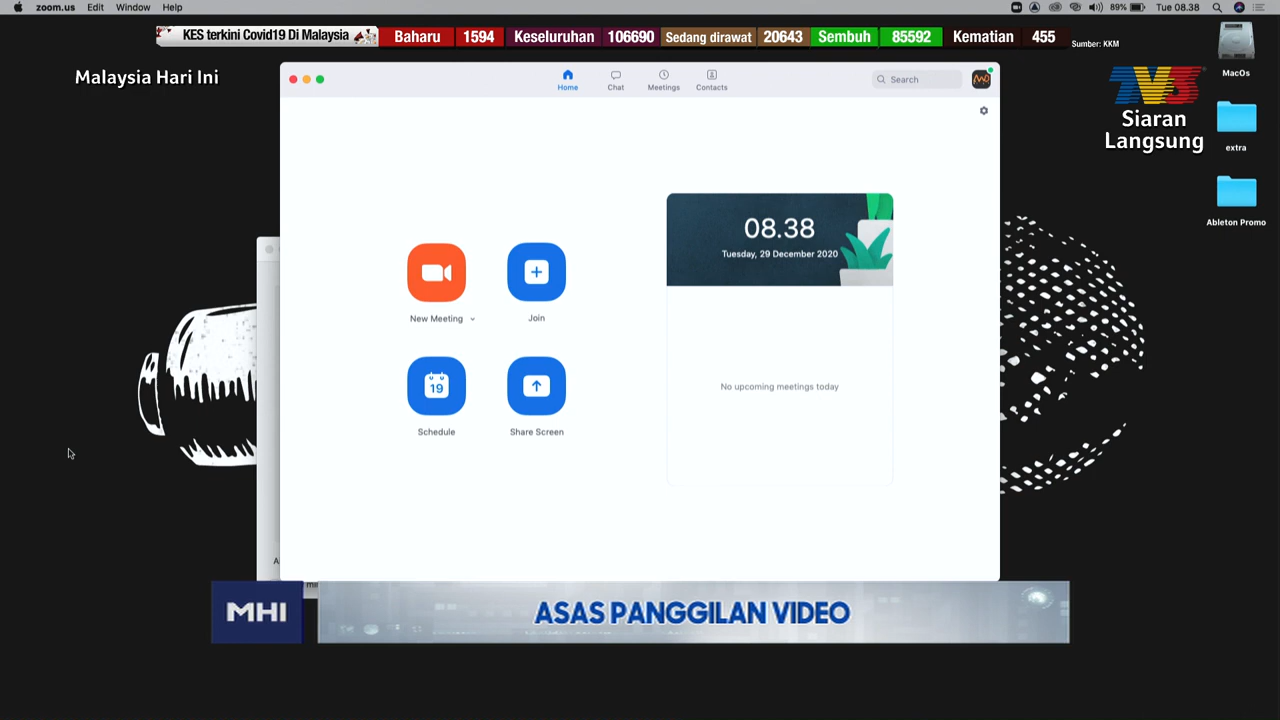 zoom.us Edit Window Help 89% Tue 08.38
KES terkini Covid19 Di Malaysia Baharu 1594 Keseluruhan 106690 Sedang dirawat 20643 Sembuh 85592 Kematian 455 Sumber: KKM
Malaysia Hari Ini
Home Chat Meetings Contacts
Search
MacOs
TV3
Siaran
Langsung
extra
08.38
Tuesday, 29 December 2020
Ableton Promo
New Meeting Join
19
No upcoming meetings today
Schedule Share Screen
MHI ASAS PANGGILAN VIDEO